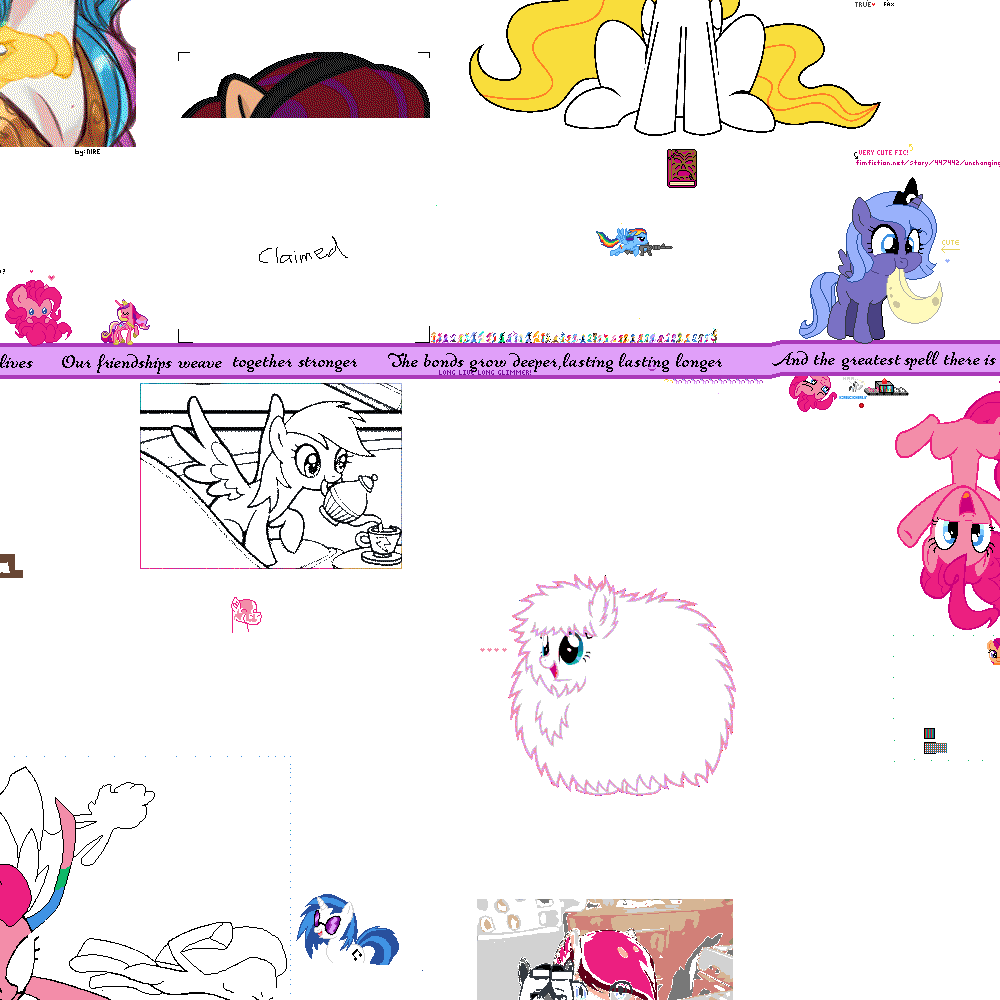 TRUE♥ FAX
by:NIRE
VERY CUTE FIC!
fimfiction.net/story/447442/unchanging
Claimed
CUTE
lives Our friendships weave together stronger The bonds grow deeper,lasting lasting longer And the greatest spell there is
LONG LIVE LONG GLIMMER!